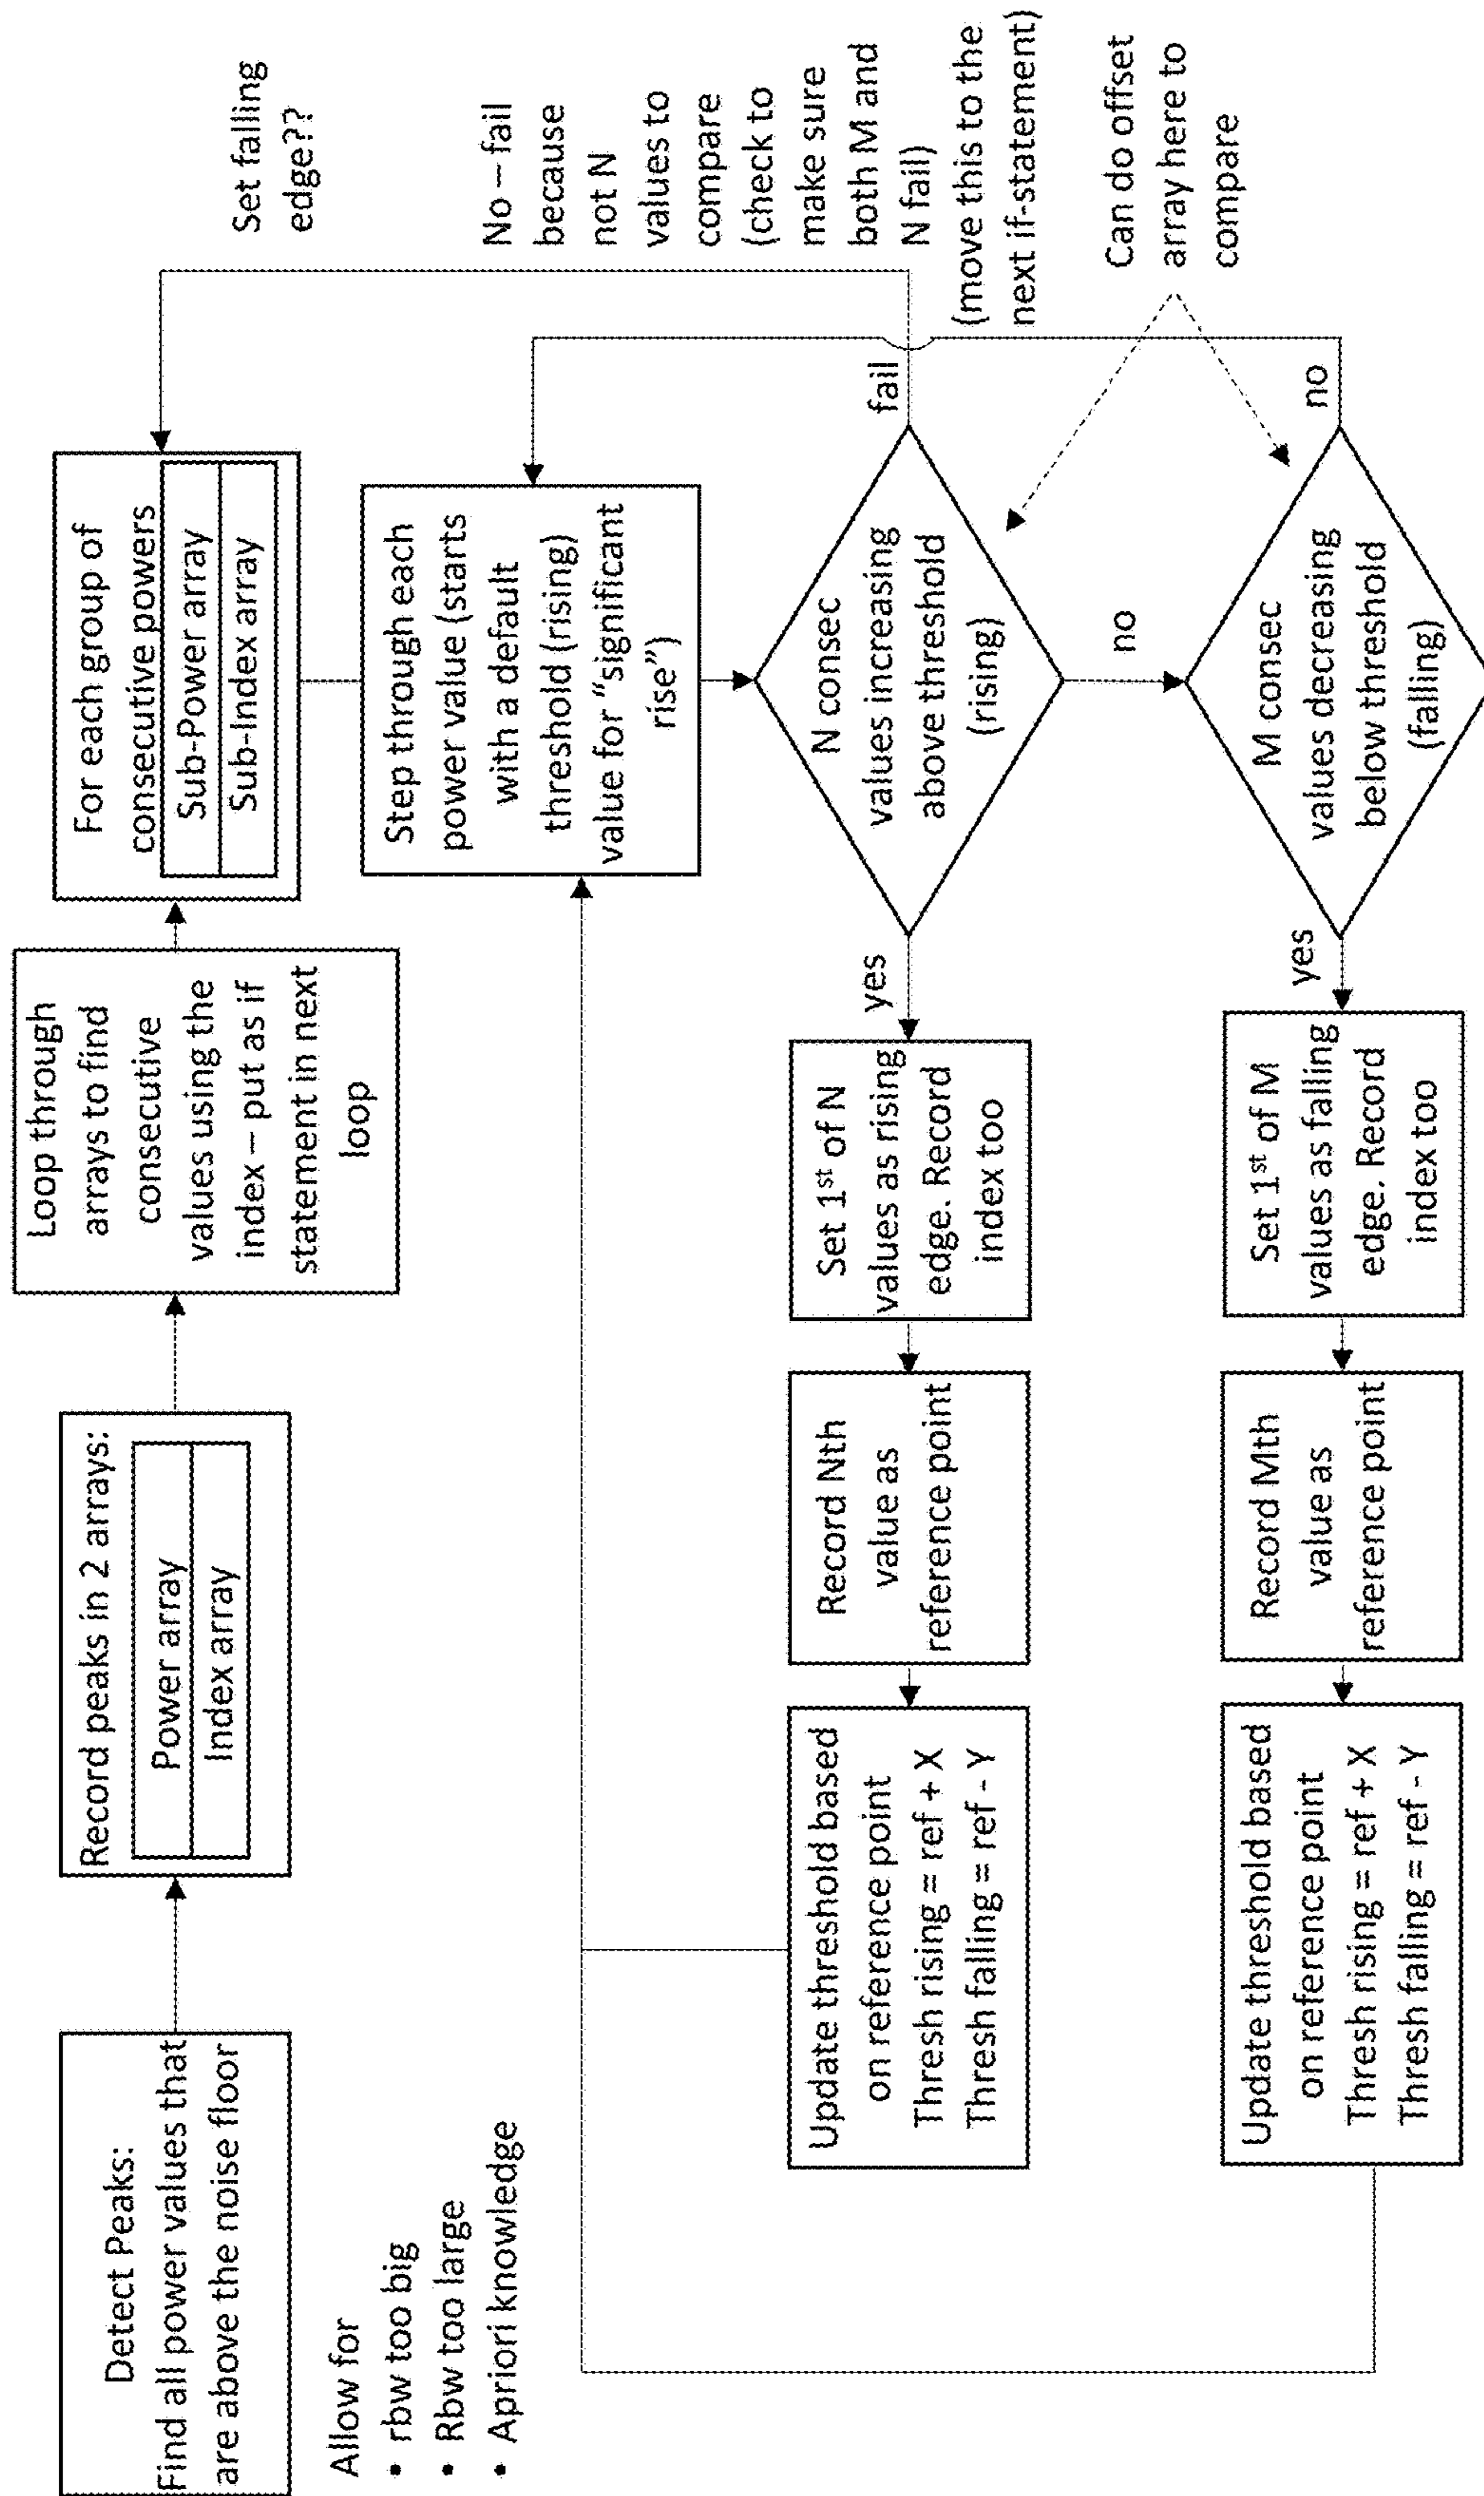 Detect Peaks:
Find all power values that
are above the noise floor
Allow for
• rbw too big
• Rbw too large
• Apriori knowledge
Record peaks in 2 arrays:
Power array
Index array
Loop through
arrays to find
consecutive
values using the
index – put as if
statement in next
loop
For each group of
consecutive powers
Sub-Power array
Sub-Index array
Set falling
edge??
Step through each
power value (starts
with a default
threshold (rising)
value for “significant
rise”)
No – fail
because
not N
values to
compare
(check to
make sure
both M and
N fail)
(move this to the
next if-statement)
Can do offset
array here to
compare
N consec
values increasing
above threshold
(rising)
fail
yes
no
Set 1st of N
values as rising
edge. Record
index too
Record Nth
value as
reference point
Update threshold based
on reference point
Thresh rising = ref + X
Thresh falling = ref - Y
M consec
values decreasing
below threshold
(falling)
no
yes
Set 1st of M
values as falling
edge. Record
index too
Record Mth
value as
reference point
Update threshold based
on reference point
Thresh rising = ref + X
Thresh falling = ref - Y